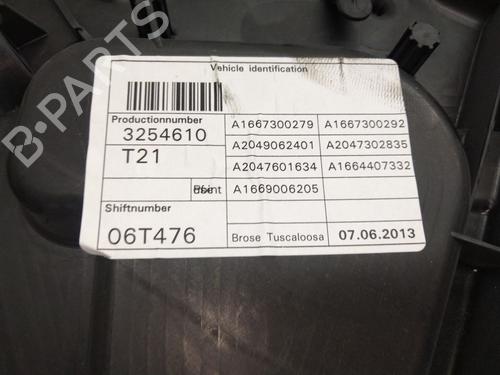 Vehicle identification
Productionnumber
3254610
T21
Shiftnumber
06T476
A1667300279 A1667300292
A2049062401 A2047302835
A2047601634 A1664407332
A1669006205
Brose Tuscaloosa 07.06.2013
B-PARTS